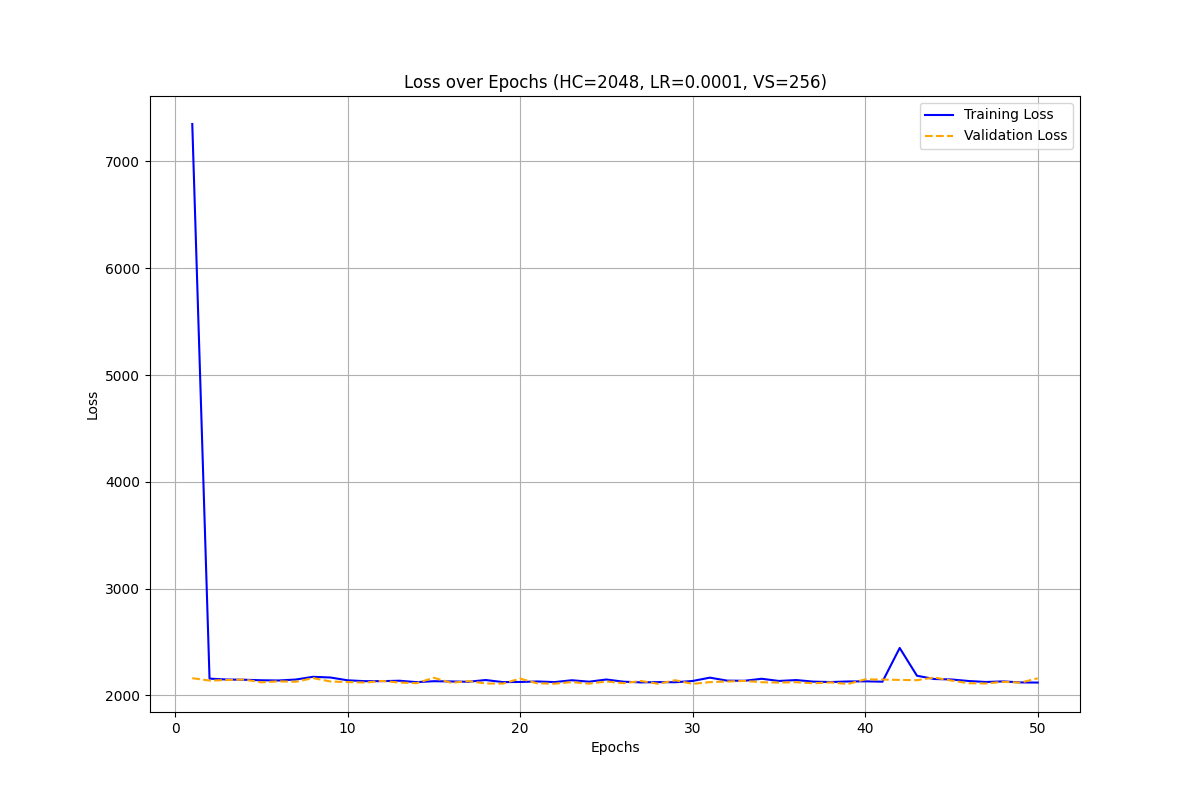 Loss over Epochs (HC=2048, LR=0.0001, VS=256)
Training Loss
Validation Loss
7000
6000
5000
4000
3000
2000
Loss
0 10 20 30 40 50
Epochs